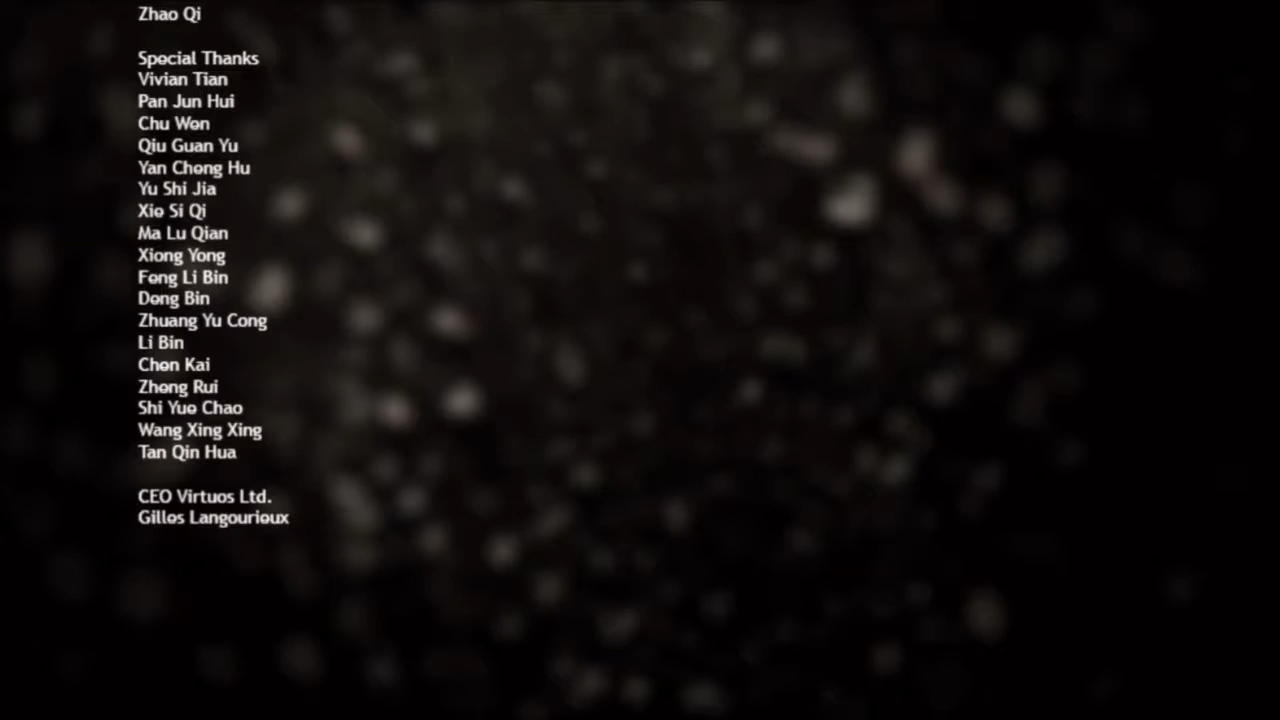 Zhao Qi
Special Thanks
Vivian Tian
Pan Jun Hui
Chu Wen
Qiu Guan Yu
Yan Cheng Hu
Yu Shi Jia
Xie Si Qi
Ma Lu Qian
Xiong Yong
Feng Li Bin
Deng Bin
Zhuang Yu Cong
Li Bin
Chen Kai
Zheng Rui
Shi Yue Chao
Wang Xing Xing
Tan Qin Hua
CEO Virtuos Ltd.
Gilles Langourieux